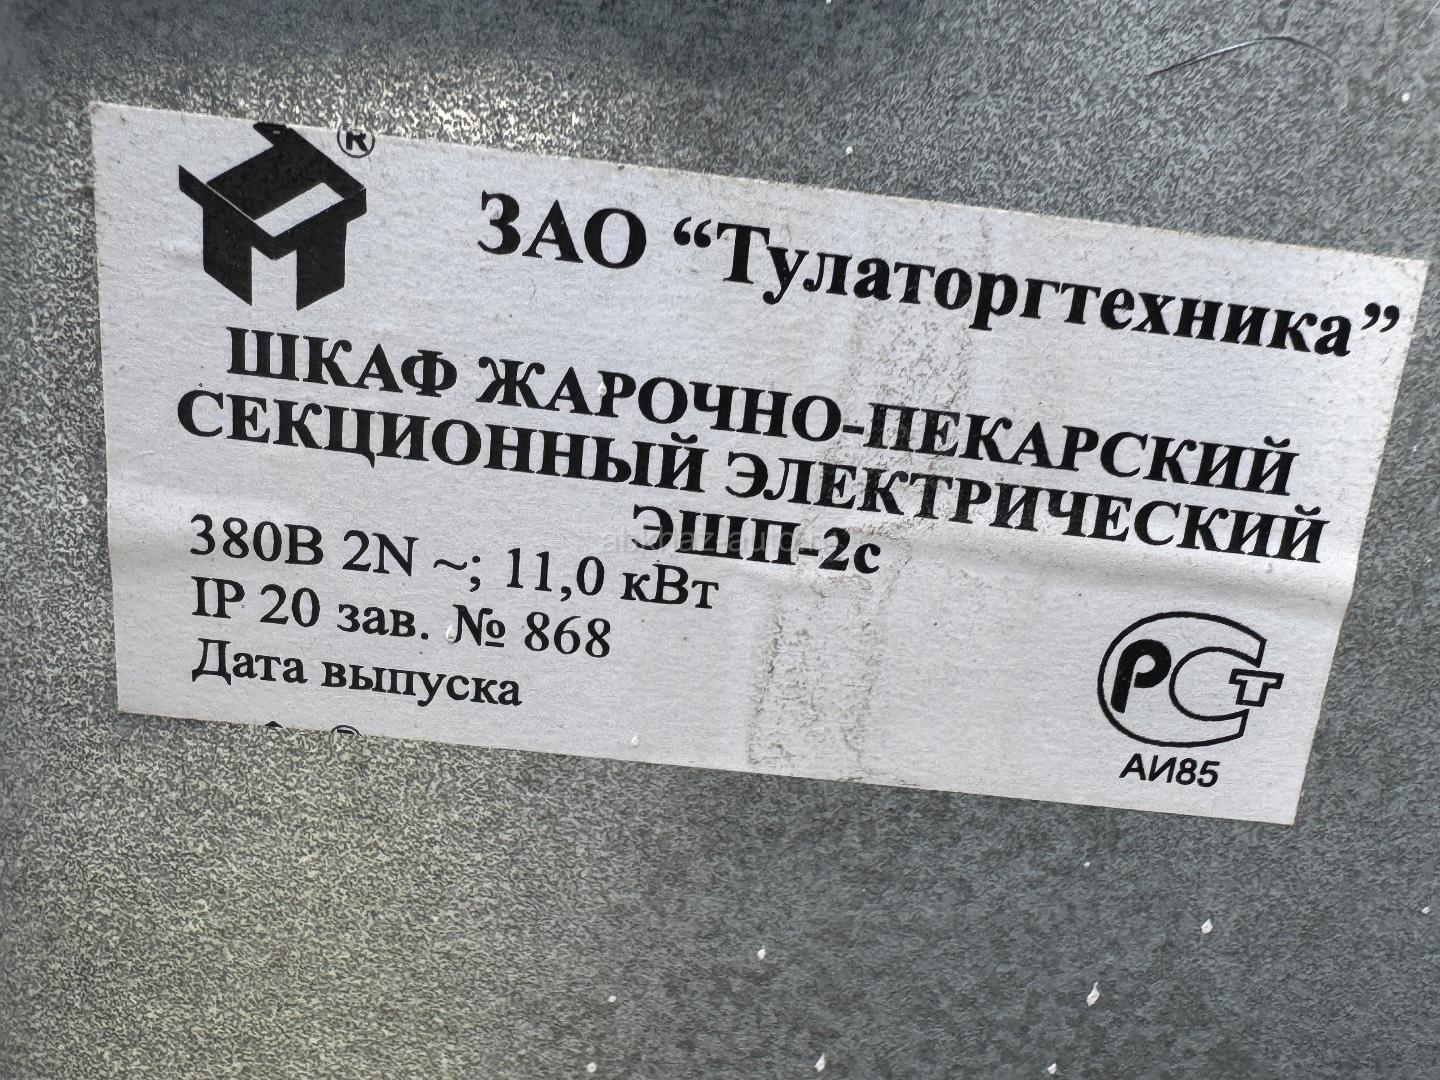 ®
ЗАО “Тулаторгтехника”
ШКАФ ЖАРОЧНО-ПЕКАРСКИЙ
СЕКЦИОННЫЙ ЭЛЕКТРИЧЕСКИЙ
ЭШП-2с
380В 2N ~; 11,0 кВт
IP 20 зав. № 868
Дата выпуска
РСТ
АИ85